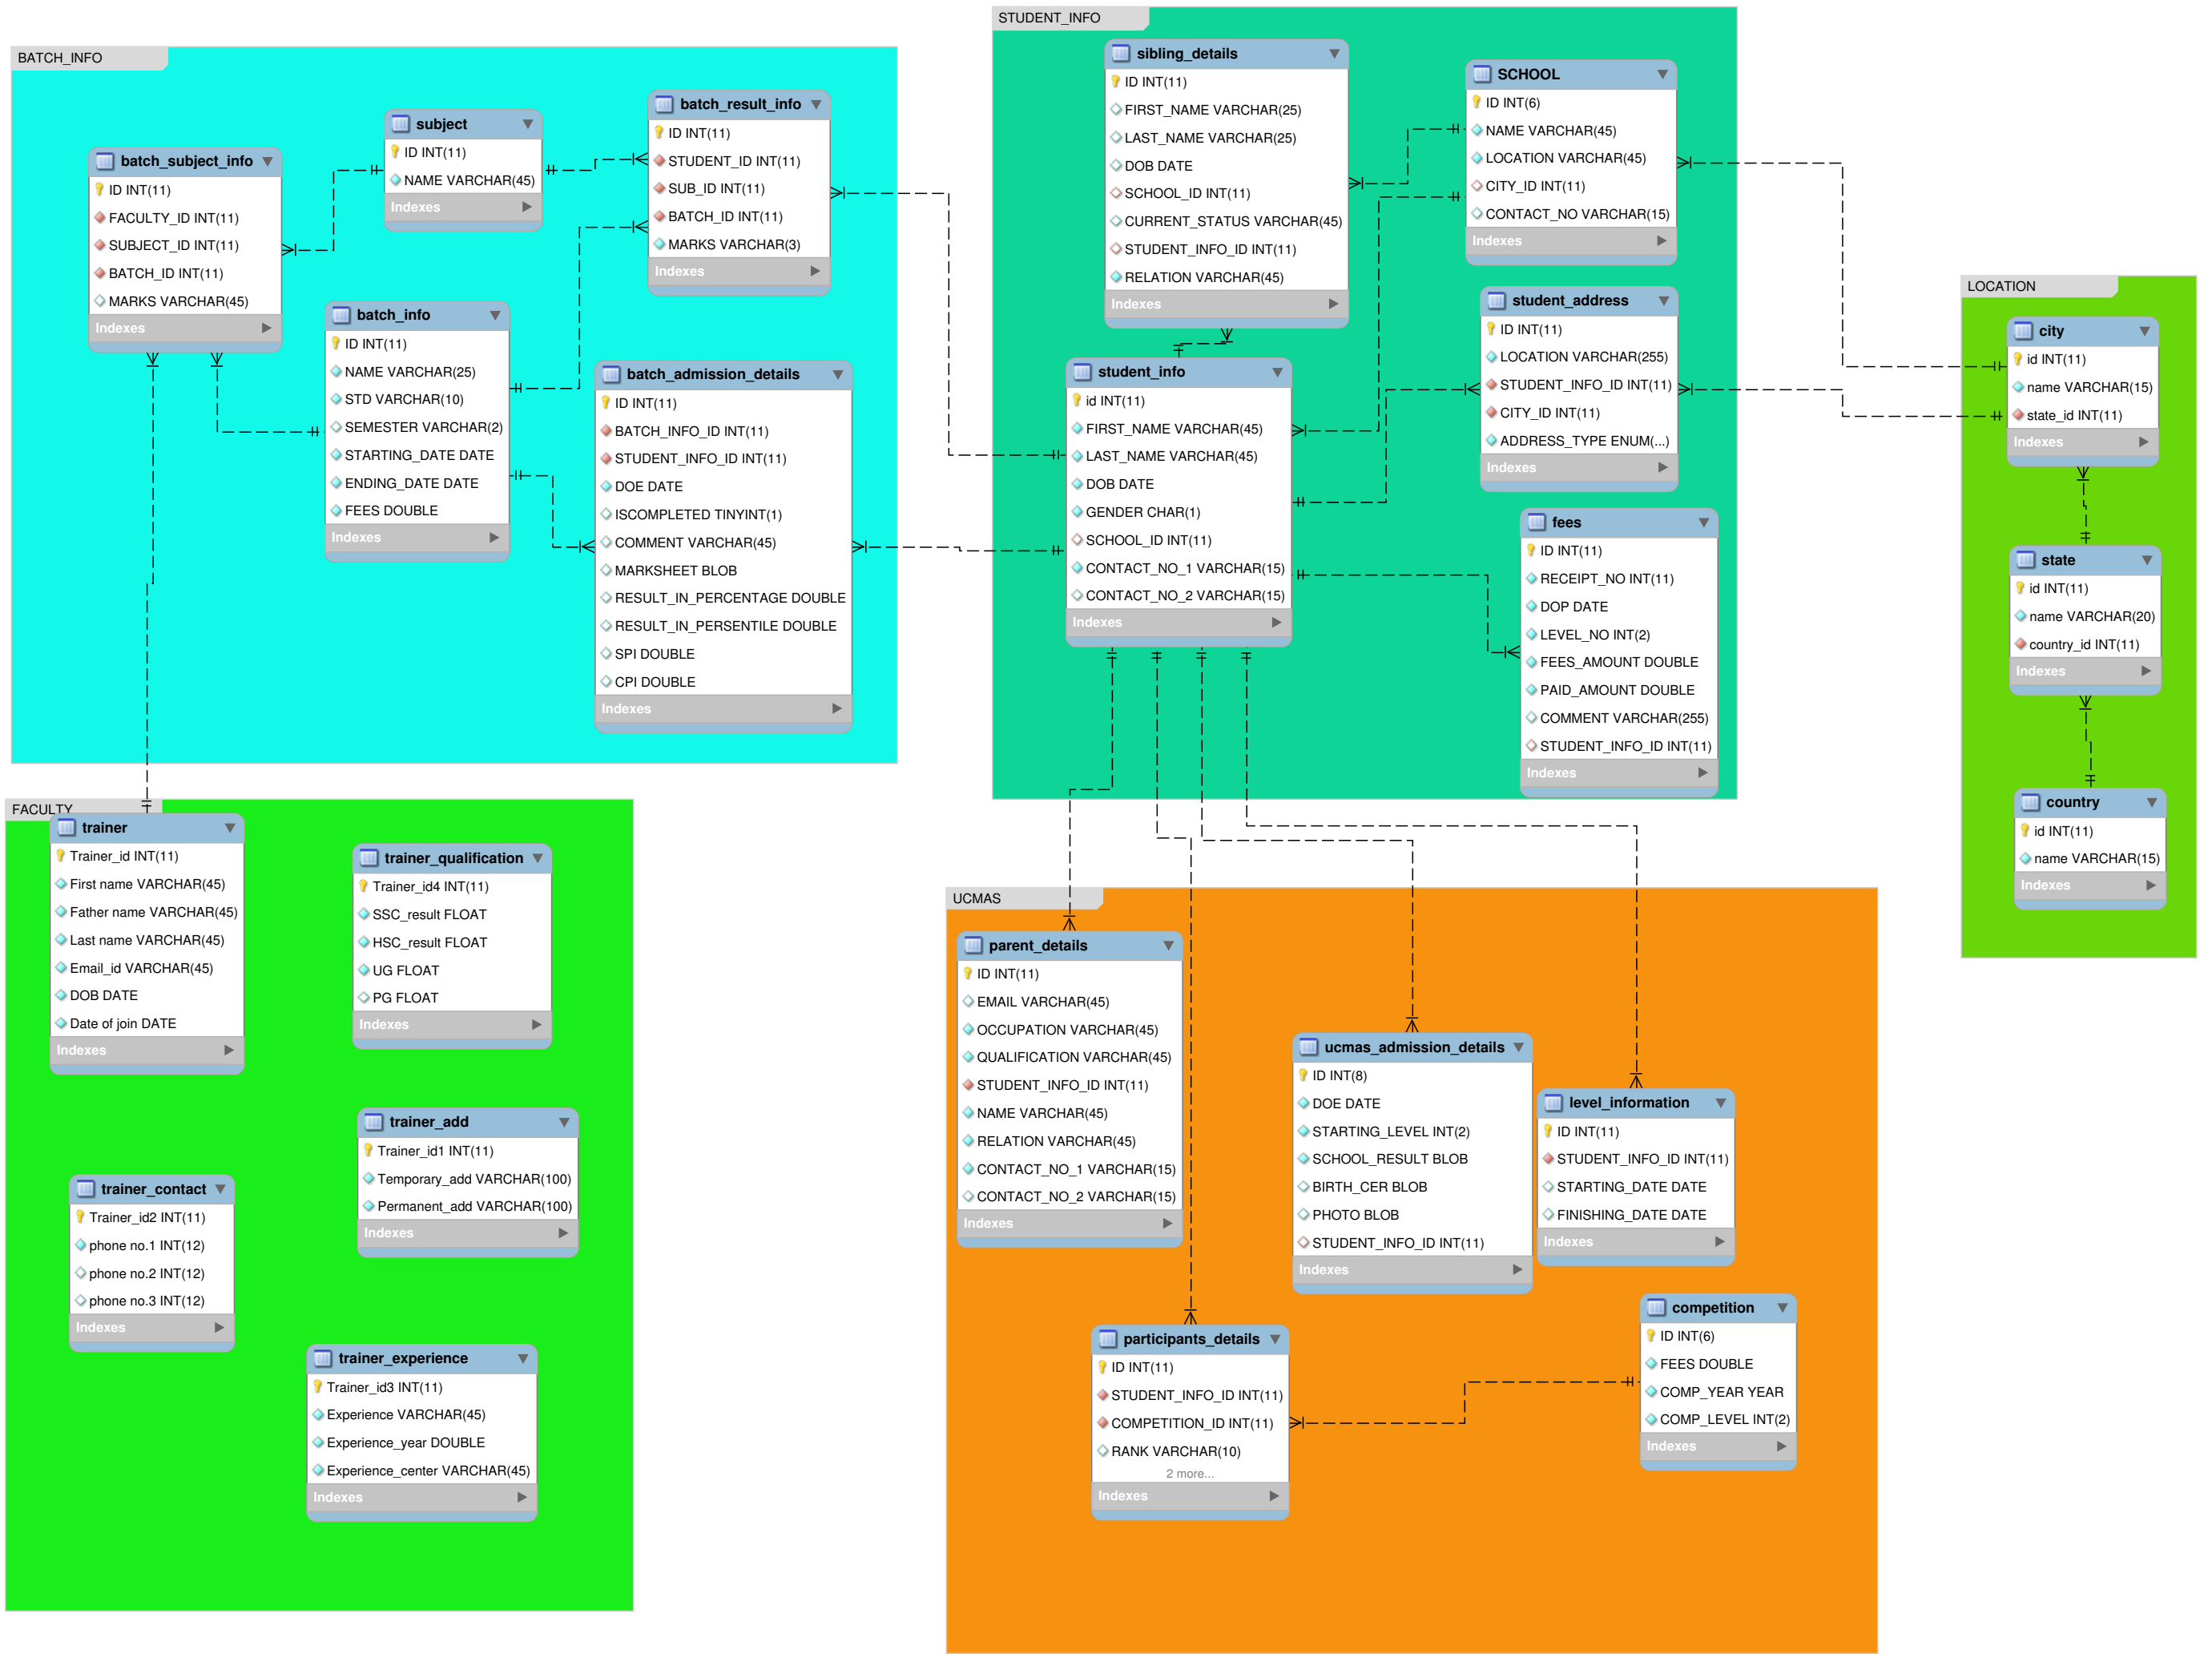 BATCH_INFO
batch_subject_info
ID INT(11)
FACULTY_ID INT(11)
SUBJECT_ID INT(11)
BATCH_ID INT(11)
MARKS VARCHAR(45)
Indexes
subject
ID INT(11)
NAME VARCHAR(45)
Indexes
batch_result_info
ID INT(11)
STUDENT_ID INT(11)
SUB_ID INT(11)
BATCH_ID INT(11)
MARKS VARCHAR(3)
Indexes
batch_info
ID INT(11)
NAME VARCHAR(25)
STD VARCHAR(10)
SEMESTER VARCHAR(2)
STARTING_DATE DATE
ENDING_DATE DATE
FEES DOUBLE
Indexes
batch_admission_details
ID INT(11)
BATCH_INFO_ID INT(11)
STUDENT_INFO_ID INT(11)
DOE DATE
ISCOMPLETED TINYINT(1)
COMMENT VARCHAR(45)
MARKSHEET BLOB
RESULT_IN_PERCENTAGE DOUBLE
RESULT_IN_PERSENTILE DOUBLE
SPI DOUBLE
CPI DOUBLE
Indexes
STUDENT_INFO
sibling_details
ID INT(11)
FIRST_NAME VARCHAR(25)
LAST_NAME VARCHAR(25)
DOB DATE
SCHOOL_ID INT(11)
CURRENT_STATUS VARCHAR(45)
STUDENT_INFO_ID INT(11)
RELATION VARCHAR(45)
Indexes
SCHOOL
ID INT(6)
NAME VARCHAR(45)
LOCATION VARCHAR(45)
CITY_ID INT(11)
CONTACT_NO VARCHAR(15)
Indexes
student_address
ID INT(11)
LOCATION VARCHAR(255)
STUDENT_INFO_ID INT(11)
CITY_ID INT(11)
ADDRESS_TYPE ENUM(...)
Indexes
student_info
id INT(11)
FIRST_NAME VARCHAR(45)
LAST_NAME VARCHAR(45)
DOB DATE
GENDER CHAR(1)
SCHOOL_ID INT(11)
CONTACT_NO_1 VARCHAR(15)
CONTACT_NO_2 VARCHAR(15)
Indexes
fees
ID INT(11)
RECEIPT_NO INT(11)
DOP DATE
LEVEL_NO INT(2)
FEES_AMOUNT DOUBLE
PAID_AMOUNT DOUBLE
COMMENT VARCHAR(255)
STUDENT_INFO_ID INT(11)
Indexes
LOCATION
city
id INT(11)
name VARCHAR(15)
state_id INT(11)
Indexes
state
id INT(11)
name VARCHAR(20)
country_id INT(11)
Indexes
country
id INT(11)
name VARCHAR(15)
Indexes
FACULTY
trainer
Trainer_id INT(11)
First name VARCHAR(45)
Father name VARCHAR(45)
Last name VARCHAR(45)
Email_id VARCHAR(45)
DOB DATE
Date of join DATE
Indexes
trainer_qualification
Trainer_id4 INT(11)
SSC_result FLOAT
HSC_result FLOAT
UG FLOAT
PG FLOAT
Indexes
trainer_add
Trainer_id1 INT(11)
Temporary_add VARCHAR(100)
Permanent_add VARCHAR(100)
Indexes
trainer_contact
Trainer_id2 INT(11)
phone no.1 INT(12)
phone no.2 INT(12)
phone no.3 INT(12)
Indexes
trainer_experience
Trainer_id3 INT(11)
Experience VARCHAR(45)
Experience_year DOUBLE
Experience_center VARCHAR(45)
Indexes
UCMAS
parent_details
ID INT(11)
EMAIL VARCHAR(45)
OCCUPATION VARCHAR(45)
QUALIFICATION VARCHAR(45)
STUDENT_INFO_ID INT(11)
NAME VARCHAR(45)
RELATION VARCHAR(45)
CONTACT_NO_1 VARCHAR(15)
CONTACT_NO_2 VARCHAR(15)
Indexes
ucmas_admission_details
ID INT(8)
DOE DATE
STARTING_LEVEL INT(2)
SCHOOL_RESULT BLOB
BIRTH_CER BLOB
PHOTO BLOB
STUDENT_INFO_ID INT(11)
Indexes
level_information
ID INT(11)
STUDENT_INFO_ID INT(11)
STARTING_DATE DATE
FINISHING_DATE DATE
Indexes
participants_details
ID INT(11)
STUDENT_INFO_ID INT(11)
COMPETITION_ID INT(11)
RANK VARCHAR(10)
2 more...
Indexes
competition
ID INT(6)
FEES DOUBLE
COMP_YEAR YEAR
COMP_LEVEL INT(2)
Indexes